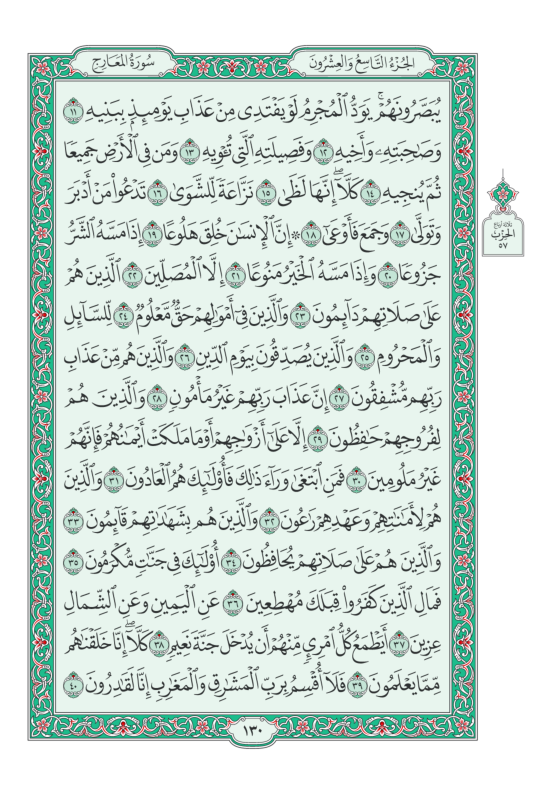 سُورَةُ المَعَارِجِ
الجُزْءُ التَّاسِعُ وَالعِشْرُونَ
يُبَصَّرُونَهُمْۚ يَوَدُّ ٱلْمُجْرِمُ لَوْ يَفْتَدِى مِنْ عَذَابِ يَوْمِئِذٍۭ بِبَنِيهِ ١١
وَصَٰحِبَتِهِۦ وَأَخِيهِ ١٢ وَفَصِيلَتِهِ ٱلَّتِى تُـْٔوِيهِ ١٣ وَمَن فِى ٱلْأَرْضِ جَمِيعًا
ثُمَّ يُنجِيهِ ١٤ كَلَّآۖ إِنَّهَا لَظَىٰ ١٥ نَزَّاعَةً لِّلشَّوَىٰ ١٦ تَدْعُوا۟ مَنْ أَدْبَرَ
وَتَوَلَّىٰ ١٧ وَجَمَعَ فَأَوْعَىٰٓ ١٨ ۞ إِنَّ ٱلْإِنسَٰنَ خُلِقَ هَلُوعًا ١٩ إِذَا مَسَّهُ ٱلشَّرُّ
جَزُوعًا ٢٠ وَإِذَا مَسَّهُ ٱلْخَيْرُ مَنُوعًا ٢١ إِلَّا ٱلْمُصَلِّينَ ٢٢ ٱلَّذِينَ هُمْ
عَلَىٰ صَلَاتِهِمْ دَآئِمُونَ ٢٣ وَٱلَّذِينَ فِىٓ أَمْوَٰلِهِمْ حَقٌّ مَّعْلُومٌ ٢٤ لِّلسَّآئِلِ
وَٱلْمَحْرُومِ ٢٥ وَٱلَّذِينَ يُصَدِّقُونَ بِيَوْمِ ٱلدِّينِ ٢٦ وَٱلَّذِينَ هُم مِّنْ عَذَابِ
رَبِّهِم مُّشْفِقُونَ ٢٧ إِنَّ عَذَابَ رَبِّهِمْ غَيْرُ مَأْمُونٍ ٢٨ وَٱلَّذِينَ هُمْ
لِفُرُوجِهِمْ حَٰفِظُونَ ٢٩ إِلَّا عَلَىٰٓ أَزْوَٰجِهِمْ أَوْ مَا مَلَكَتْ أَيْمَٰنُهُمْ فَإِنَّهُمْ
غَيْرُ مَلُومِينَ ٣٠ فَمَنِ ٱبْتَغَىٰ وَرَآءَ ذَٰلِكَ فَأُو۟لَٰٓئِكَ هُمُ ٱلْعَادُونَ ٣١ وَٱلَّذِينَ
هُمْ لِأَمَٰنَٰتِهِمْ وَعَهْدِهِمْ رَٰعُونَ ٣٢ وَٱلَّذِينَ هُم بِشَهَٰدَٰتِهِمْ قَآئِمُونَ ٣٣
وَٱلَّذِينَ هُمْ عَلَىٰ صَلَاتِهِمْ يُحَافِظُونَ ٣٤ أُو۟لَٰٓئِكَ فِى جَنَّٰتٍ مُّكْرَمُونَ ٣٥
فَمَالِ ٱلَّذِينَ كَفَرُوا۟ قِبَلَكَ مُهْطِعِينَ ٣٦ عَنِ ٱلْيَمِينِ وَعَنِ ٱلشِّمَالِ
عِزِينَ ٣٧ أَيَطْمَعُ كُلُّ ٱمْرِئٍ مِّنْهُمْ أَن يُدْخَلَ جَنَّةَ نَعِيمٍ ٣٨ كَلَّآۖ إِنَّا خَلَقْنَٰهُم
مِّمَّا يَعْلَمُونَ ٣٩ فَلَآ أُقْسِمُ بِرَبِّ ٱلْمَشَٰرِقِ وَٱلْمَغَٰرِبِ إِنَّا لَقَٰدِرُونَ ٤٠
ثلاثة أرباع
الحِزْب
٥٧
١٣٠